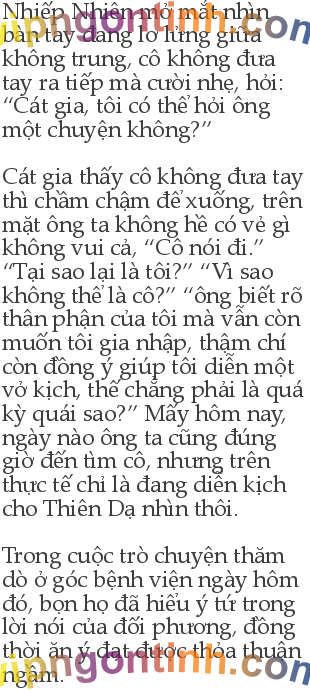 Nhiếp Nhiên mở mắt nhìn
bàn tay đang lơ lửng giữa
không trung, cô không đưa
tay ra tiếp mà cười nhẹ, hỏi:
“Cát gia, tôi có thể hỏi ông
một chuyện không?”
Cát gia thấy cô không đưa tay
thì chầm chậm để xuống, trên
mặt ông ta không hề có vẻ gì
không vui cả, “Cô nói đi.”
“Tại sao lại là tôi?” “Vì sao
không thể là cô?” “ông biết rõ
thân phận của tôi mà vẫn còn
muốn tôi gia nhập, thậm chí
còn đồng ý giúp tôi diễn một
vở kịch, thế chẳng phải là quá
kỳ quái sao?” Mấy hôm nay,
ngày nào ông ta cũng đúng
giờ đến tìm cô, nhưng trên
thực tế chỉ là đang diễn kịch
cho Thiên Dạ nhìn thôi.
Trong cuộc trò chuyện thăm
dò ở góc bệnh viện ngày hôm
đó, bọn họ đã hiểu ý tứ trong
lời nói của đối phương, đồng
thời ăn ý đạt được thỏa thuận
ngầm.
vipngontinh.com
vipngontinh.com